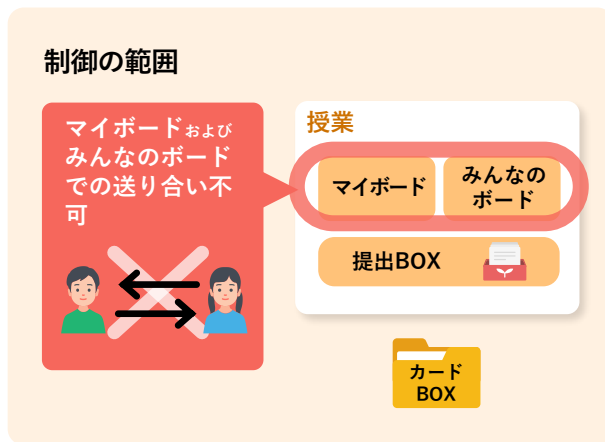 制御の範囲
マイボードおよび
みんなのボード
での送り合い不
可
授業
マイボード
みんなの
ボード
提出BOX
カード
BOX